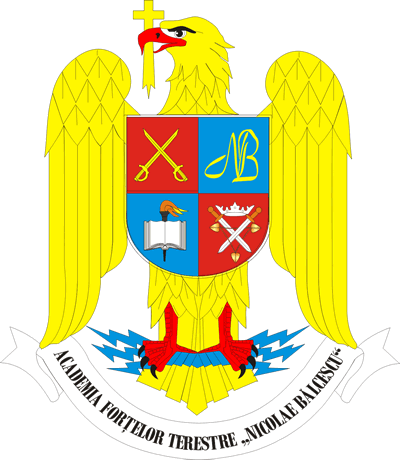 NB
ACADEMIA FORȚELOR TERESTRE „NICOLAE BĂLCESCU“